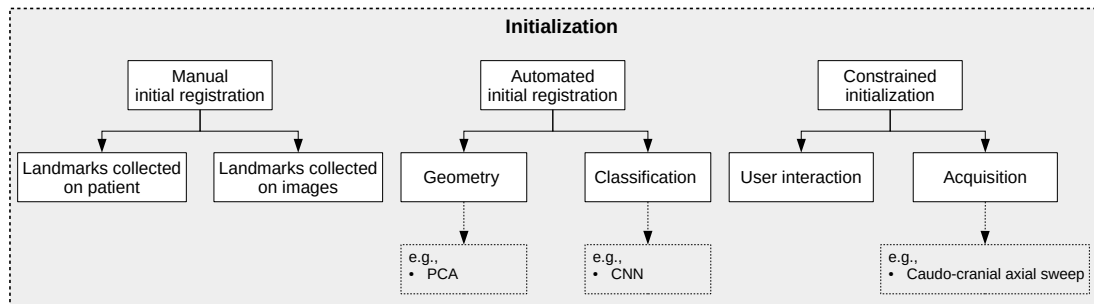 Initialization
Manual
initial registration
Automated
initial registration
Constrained
initialization
Landmarks collected
on patient
Landmarks collected
on images
Geometry
Classification
User interaction
Acquisition
e.g.,
• PCA
e.g.,
• CNN
e.g.,
• Caudo-cranial axial sweep